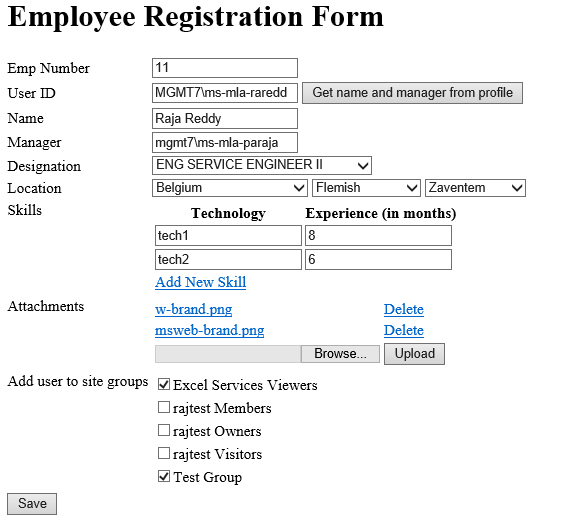 Employee Registration Form
Emp Number 11
User ID MGMT7\ms-mla-raredd Get name and manager from profile
Name Raja Reddy
Manager mgmt7\ms-mla-paraja
Designation ENG SERVICE ENGINEER II
Location Belgium Flemish Zaventem
Skills Technology Experience (in months)
tech1 8
tech2 6
Add New Skill
Attachments w-brand.png Delete
msweb-brand.png Delete
Browse... Upload
Add user to site groups Excel Services Viewers
rajtest Members
rajtest Owners
rajtest Visitors
Test Group
Save